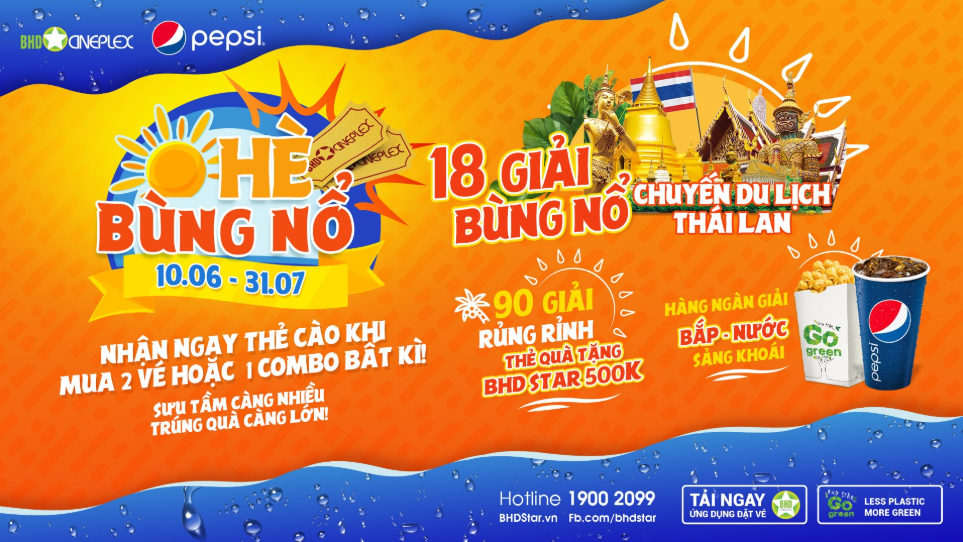 BHD CINEPLEX
pepsi
HÈ
BHD CINEPLEX
CINEPLEX
BÙNG NỔ
10.06 - 31.07
NHẬN NGAY THẺ CÀO KHI
MUA 2 VÉ HOẶC 1 COMBO BẤT KÌ!
SƯU TẦM CÀNG NHIỀU
TRÚNG QUÀ CÀNG LỚN!
18 GIẢI
BÙNG NỔ
CHUYẾN DU LỊCH
THÁI LAN
90 GIẢI
RỦNG RỈNH
THẺ QUÀ TẶNG
BHD STAR 500K
HÀNG NGÀN GIẢI
BẮP - NƯỚC
SẢNG KHOÁI
Go
green
pepsi
Hotline 1900 2099
BHDStar.vn Fb.com/bhdstar
TẢI NGAY
ỨNG DỤNG ĐẶT VÉ
BHD
Go
green
LESS PLASTIC
MORE GREEN